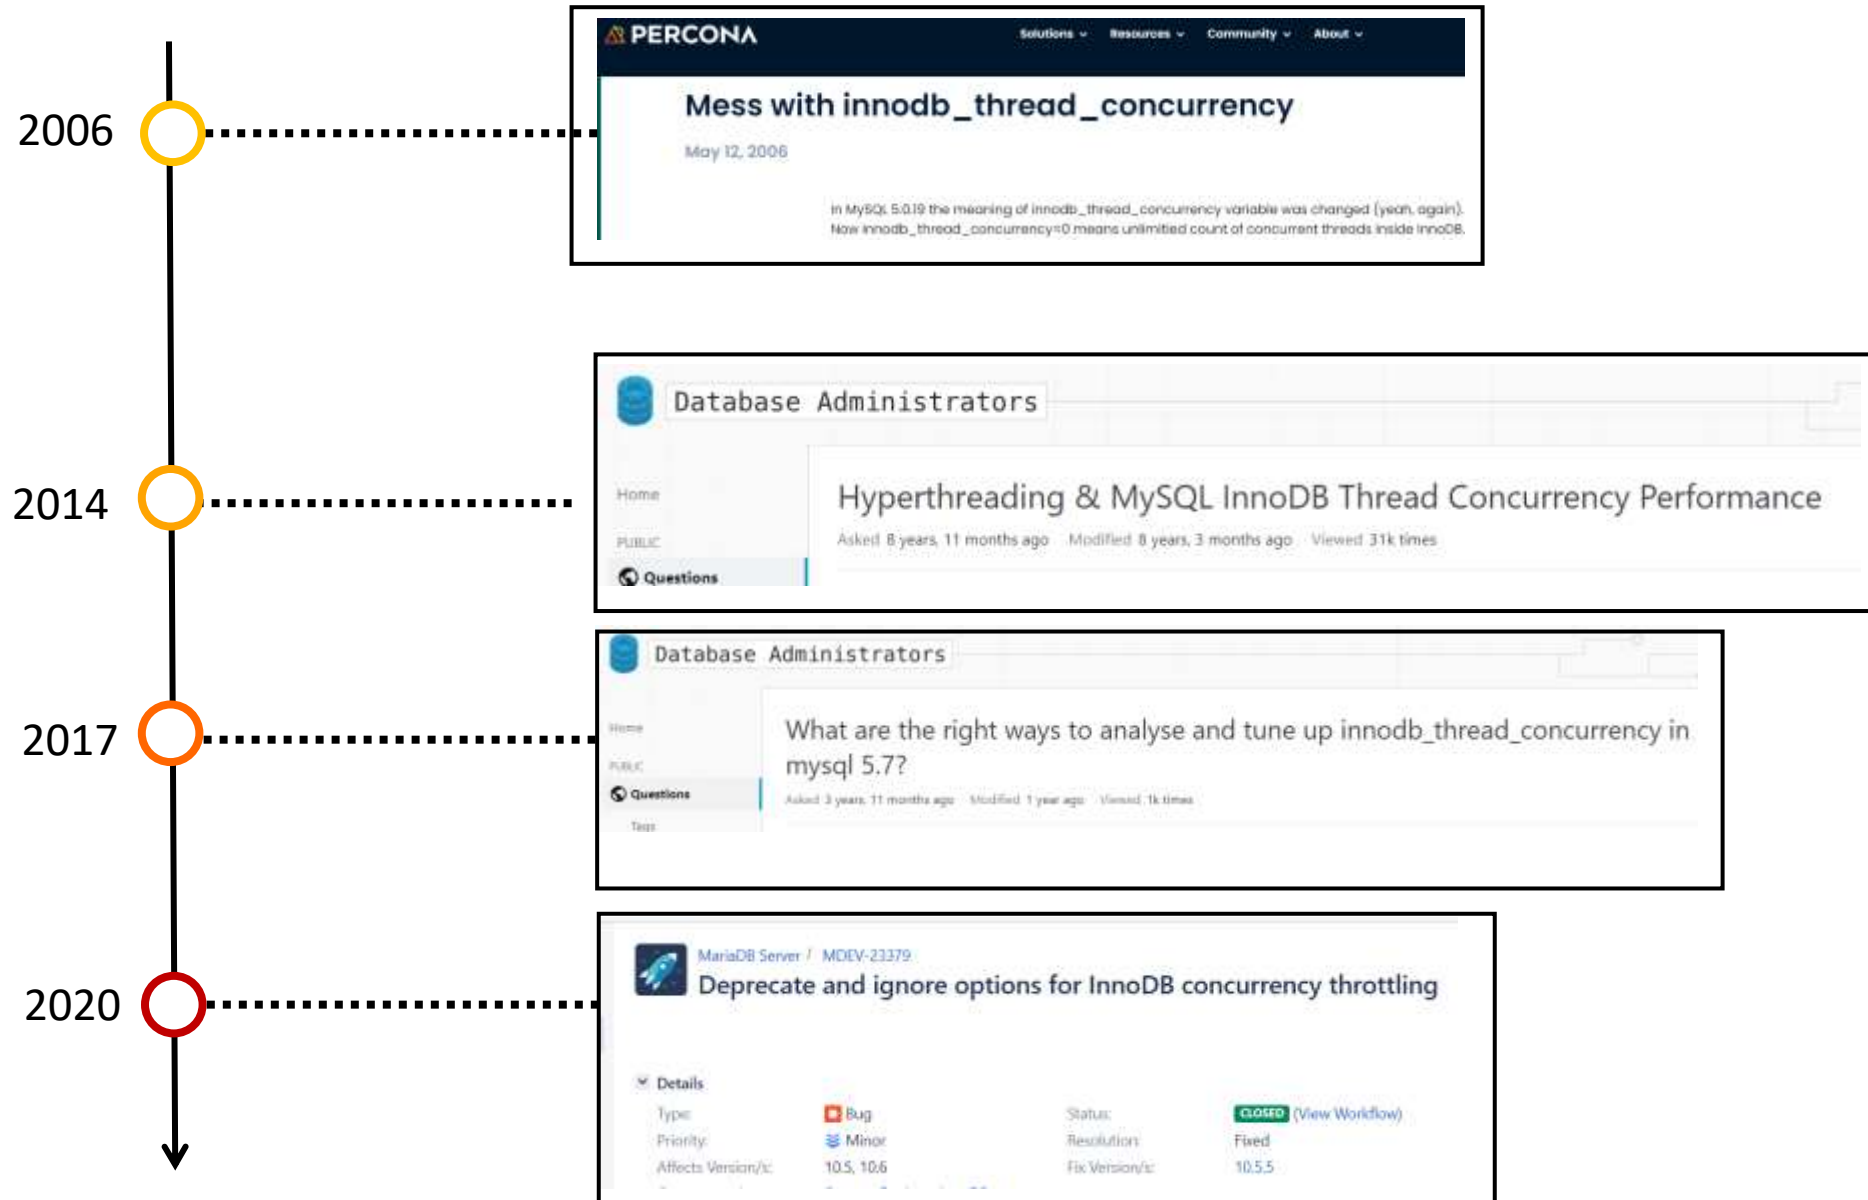 2006
PERCONA
Solutions Resources Community About
Mess with innodb_thread_concurrency
May 12, 2006
In MySQL 5.0.19 the meaning of innodb_thread_concurrency variable was changed (yeah, again).
Now innodb_thread_concurrency=0 means unlimitied count of concurrent threads inside InnoDB.
2014
Database Administrators
Home
PUBLIC
Questions
Hyperthreading & MySQL InnoDB Thread Concurrency Performance
Asked 8 years, 11 months ago Modified 8 years, 3 months ago Viewed 31k times
2017
Database Administrators
Home
PUBLIC
Questions
Tags
What are the right ways to analyse and tune up innodb_thread_concurrency in
mysql 5.7?
Asked 3 years, 11 months ago Modified 1 year ago Viewed 1k times
2020
MariaDB Server / MDEV-23379
Deprecate and ignore options for InnoDB concurrency throttling
Details
Type: Bug Status: CLOSED (View Workflow)
Priority: Minor Resolution: Fixed
Affects Version/s: 10.5, 10.6 Fix Version/s: 10.5.5